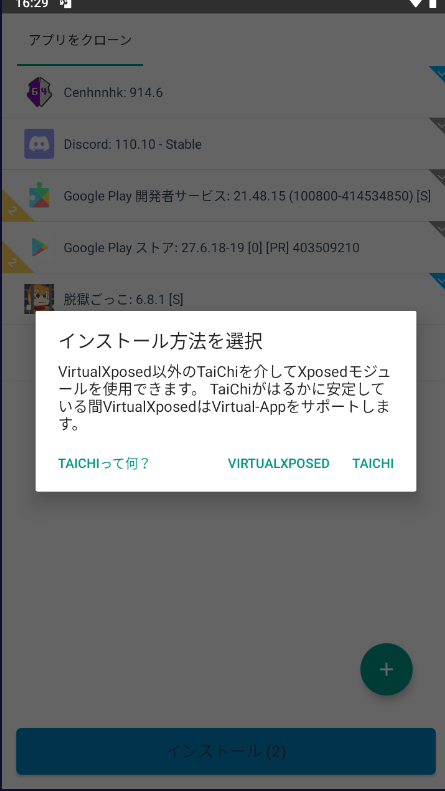 16:29
アプリをクローン
Cenhnnhk: 914.6
Discord: 110.10 - Stable
Google Play 開発者サービス: 21.48.15 (100800-414534850) [S]
2
Google Play ストア: 27.6.18-19 [0] [PR] 403509210
2
脱獄ごっこ: 6.8.1 [S]
インストール方法を選択
VirtualXposed以外のTaiChiを介してXposedモジュ
ールを使用できます。 TaiChiがはるかに安定して
いる間VirtualXposedはVirtual-Appをサポートしま
す。
TAICHIって何？ VIRTUALXPOSED TAICHI
+
インストール (2)